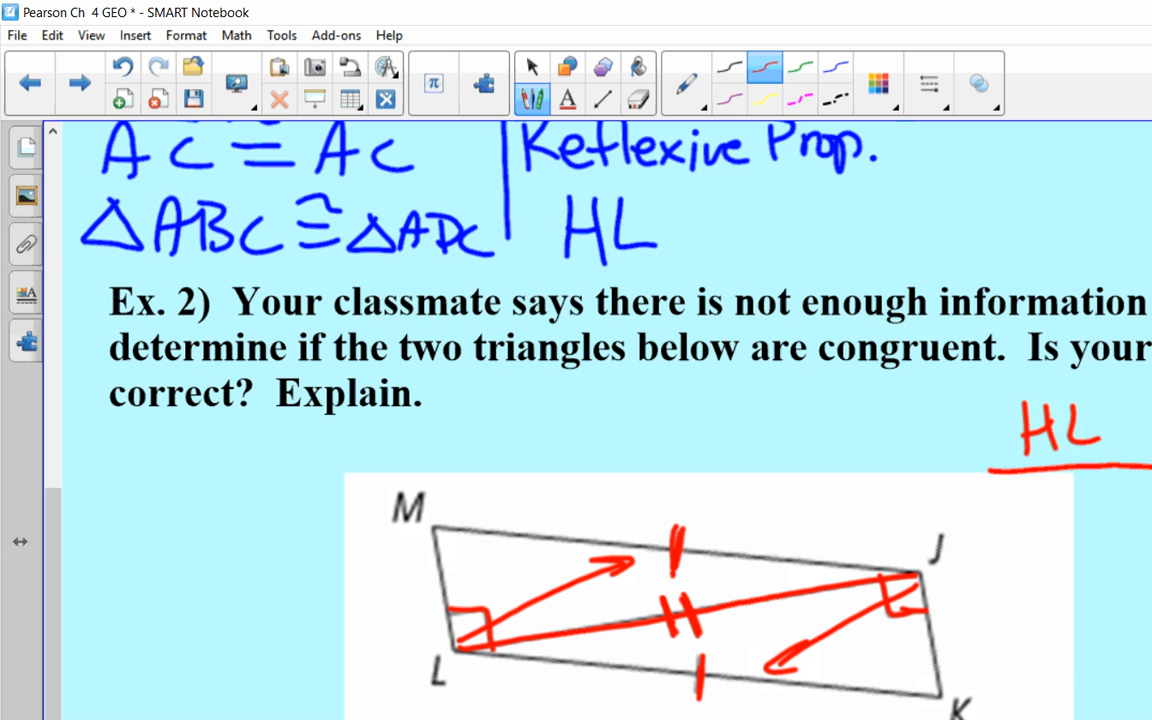 Pearson Ch 4 GEO * - SMART Notebook
File Edit View Insert Format Math Tools Add-ons Help
π A
AC = AC Reflexive Prop.
△ABC ≅ △ADC HL
Ex. 2) Your classmate says there is not enough information
determine if the two triangles below are congruent. Is your
correct? Explain.
HL
M
J
L
K